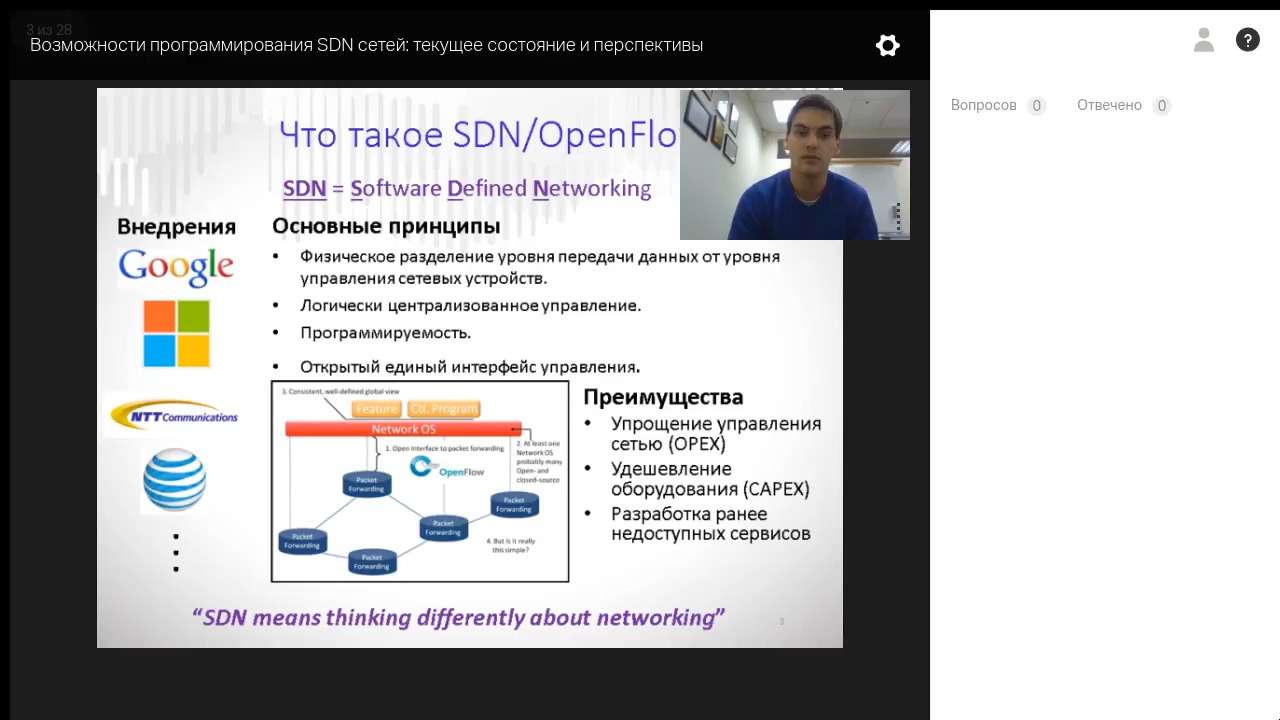 3 из 28
Возможности программирования SDN сетей: текущее состояние и перспективы
?
Вопросов 0 Отвечено 0
Что такое SDN/OpenFlo
SDN = Software Defined Networking
Внедрения
Google
NTT Communications
Основные принципы
• Физическое разделение уровня передачи данных от уровня
управления сетевых устройств.
• Логически централизованное управление.
• Программируемость.
• Открытый единый интерфейс управления.
3. Consistent, well-defined global view
Feature
Ctl. Program
Network OS
1. Open interface to packet forwarding
2. At least one
Network OS
probably many
Open- and
closed-source
OpenFlow
Packet
Forwarding
Packet
Forwarding
Packet
Forwarding
Packet
Forwarding
Packet
Forwarding
4. But is it really
this simple?
Преимущества
• Упрощение управления
сетью (OPEX)
• Удешевление
оборудования (CAPEX)
• Разработка ранее
недоступных сервисов
“SDN means thinking differently about networking”
3